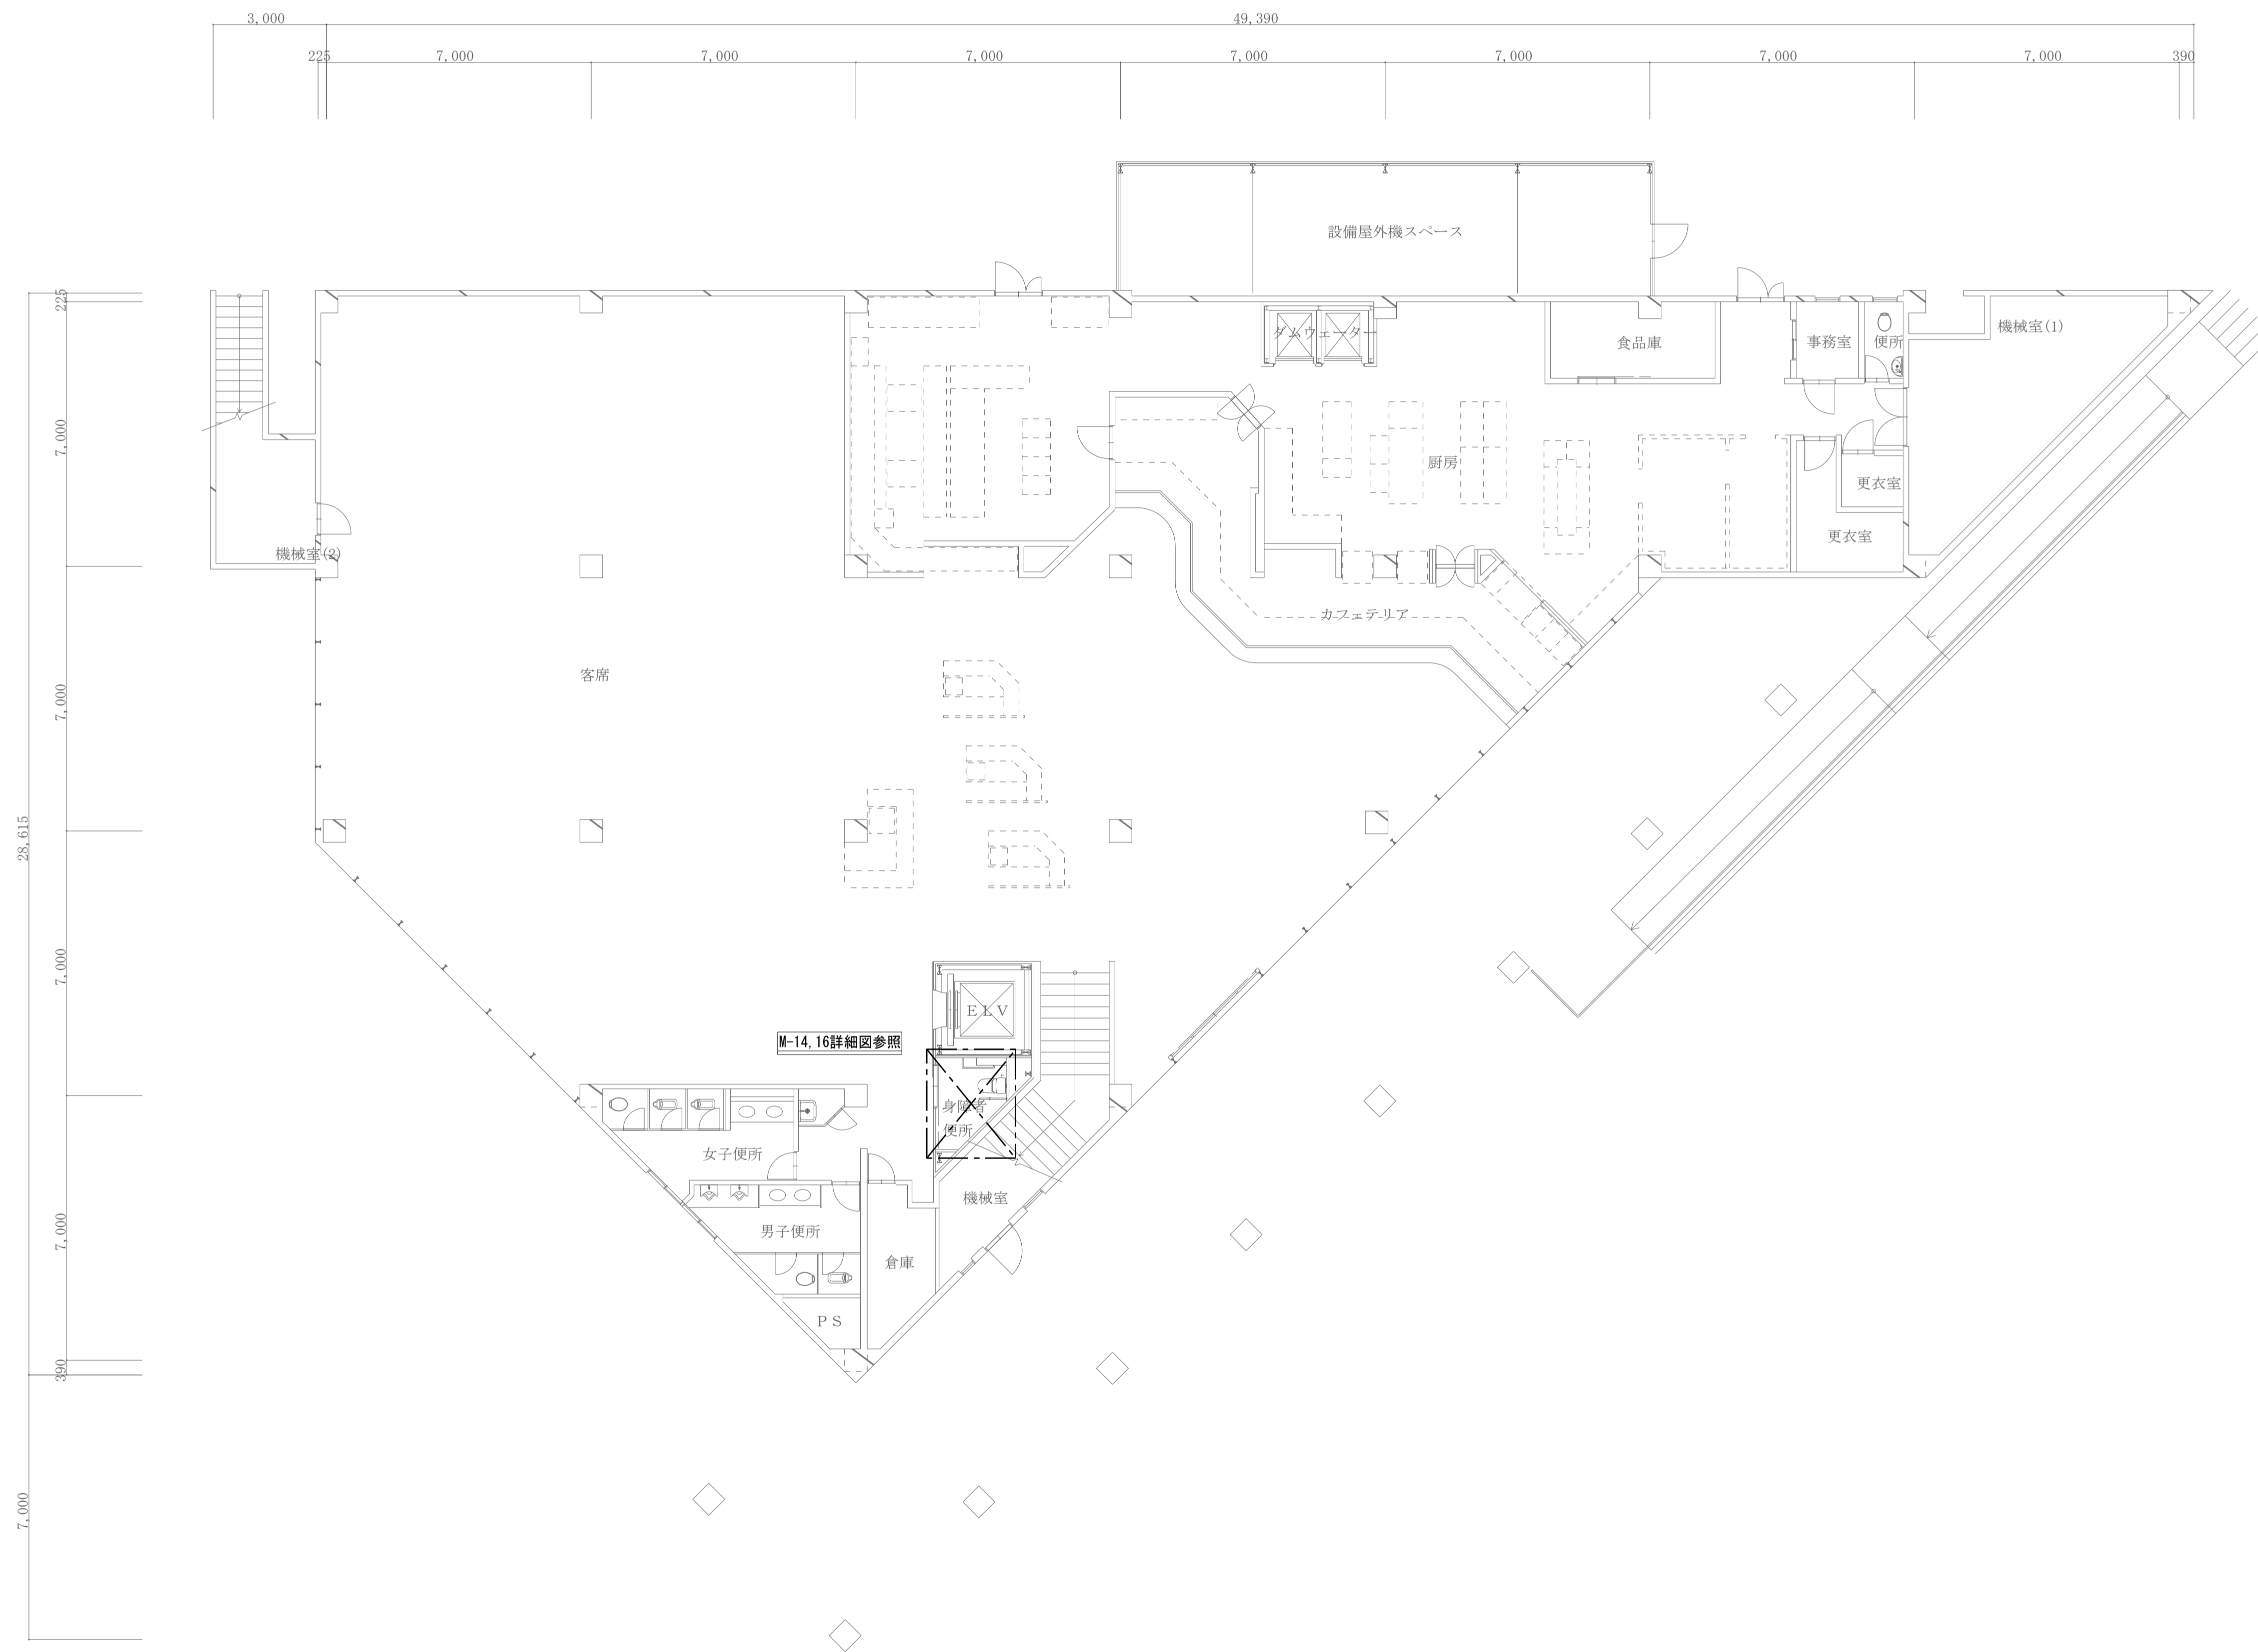 3,000
49,390
225
7,000
7,000
7,000
7,000
7,000
7,000
7,000
390
設備屋外機スペース
225
ダムウェーター
食品庫
事務室
便所
機械室(1)
7,000
厨房
更衣室
更衣室
機械室(2)
カフェテリア
客席
7,000
28,615
7,000
ELV
M-14,16詳細図参照
身障者
便所
女子便所
機械室
男子便所
7,000
倉庫
PS
390
7,000